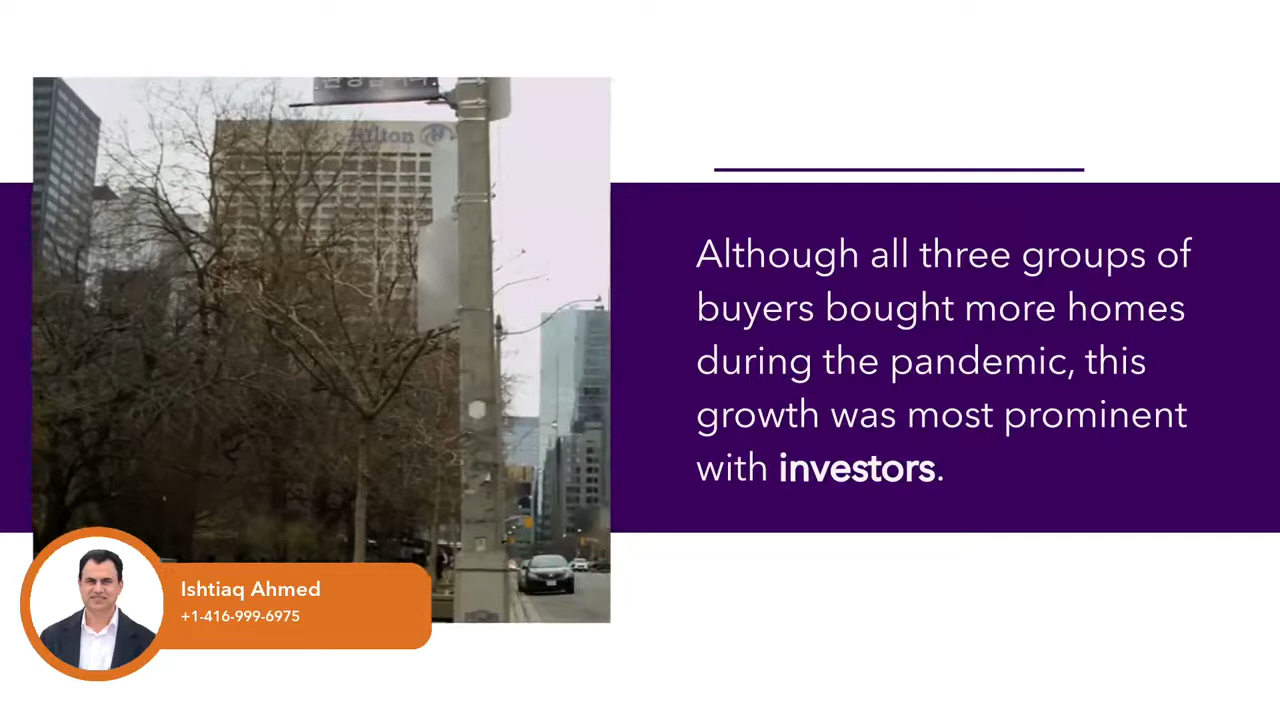 Hilton
Although all three groups of
buyers bought more homes
during the pandemic, this
growth was most prominent
with investors.
Ishtiaq Ahmed
+1-416-999-6975